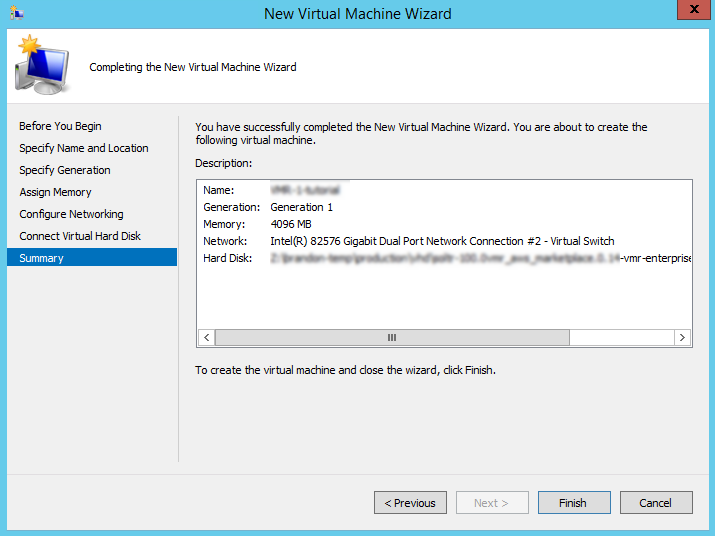 New Virtual Machine Wizard
x
Completing the New Virtual Machine Wizard
Before You Begin
Specify Name and Location
Specify Generation
Assign Memory
Configure Networking
Connect Virtual Hard Disk
Summary
You have successfully completed the New Virtual Machine Wizard. You are about to create the
following virtual machine.
Description:
Name:
Generation: Generation 1
Memory: 4096 MB
Network: Intel(R) 82576 Gigabit Dual Port Network Connection #2 - Virtual Switch
Hard Disk: -vmr-enterprise
To create the virtual machine and close the wizard, click Finish.
< Previous Next > Finish Cancel